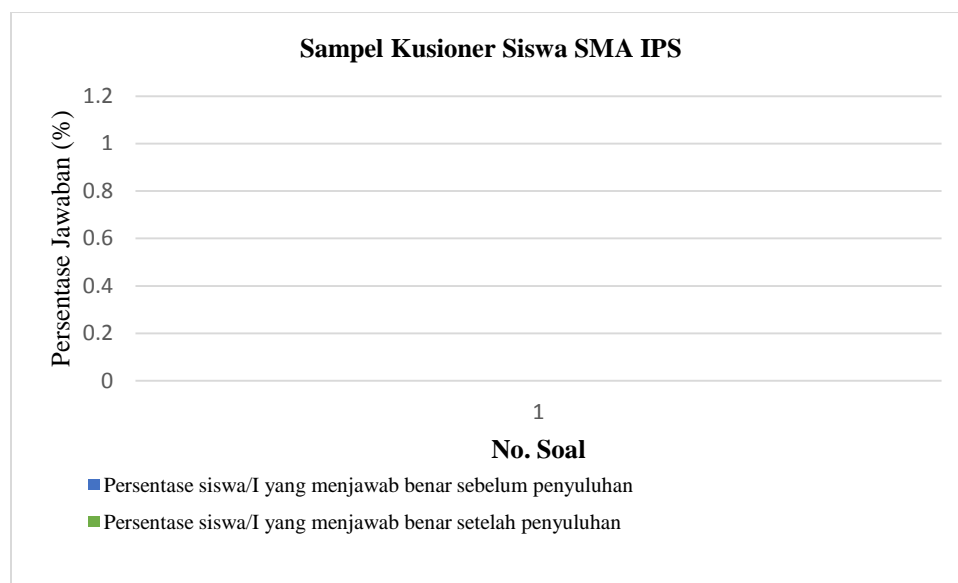 Sampel Kusioner Siswa SMA IPS
Persentase Jawaban (%)
1.2
1
0.8
0.6
0.4
0.2
0
1
No. Soal
Persentase siswa/I yang menjawab benar sebelum penyuluhan
Persentase siswa/I yang menjawab benar setelah penyuluhan